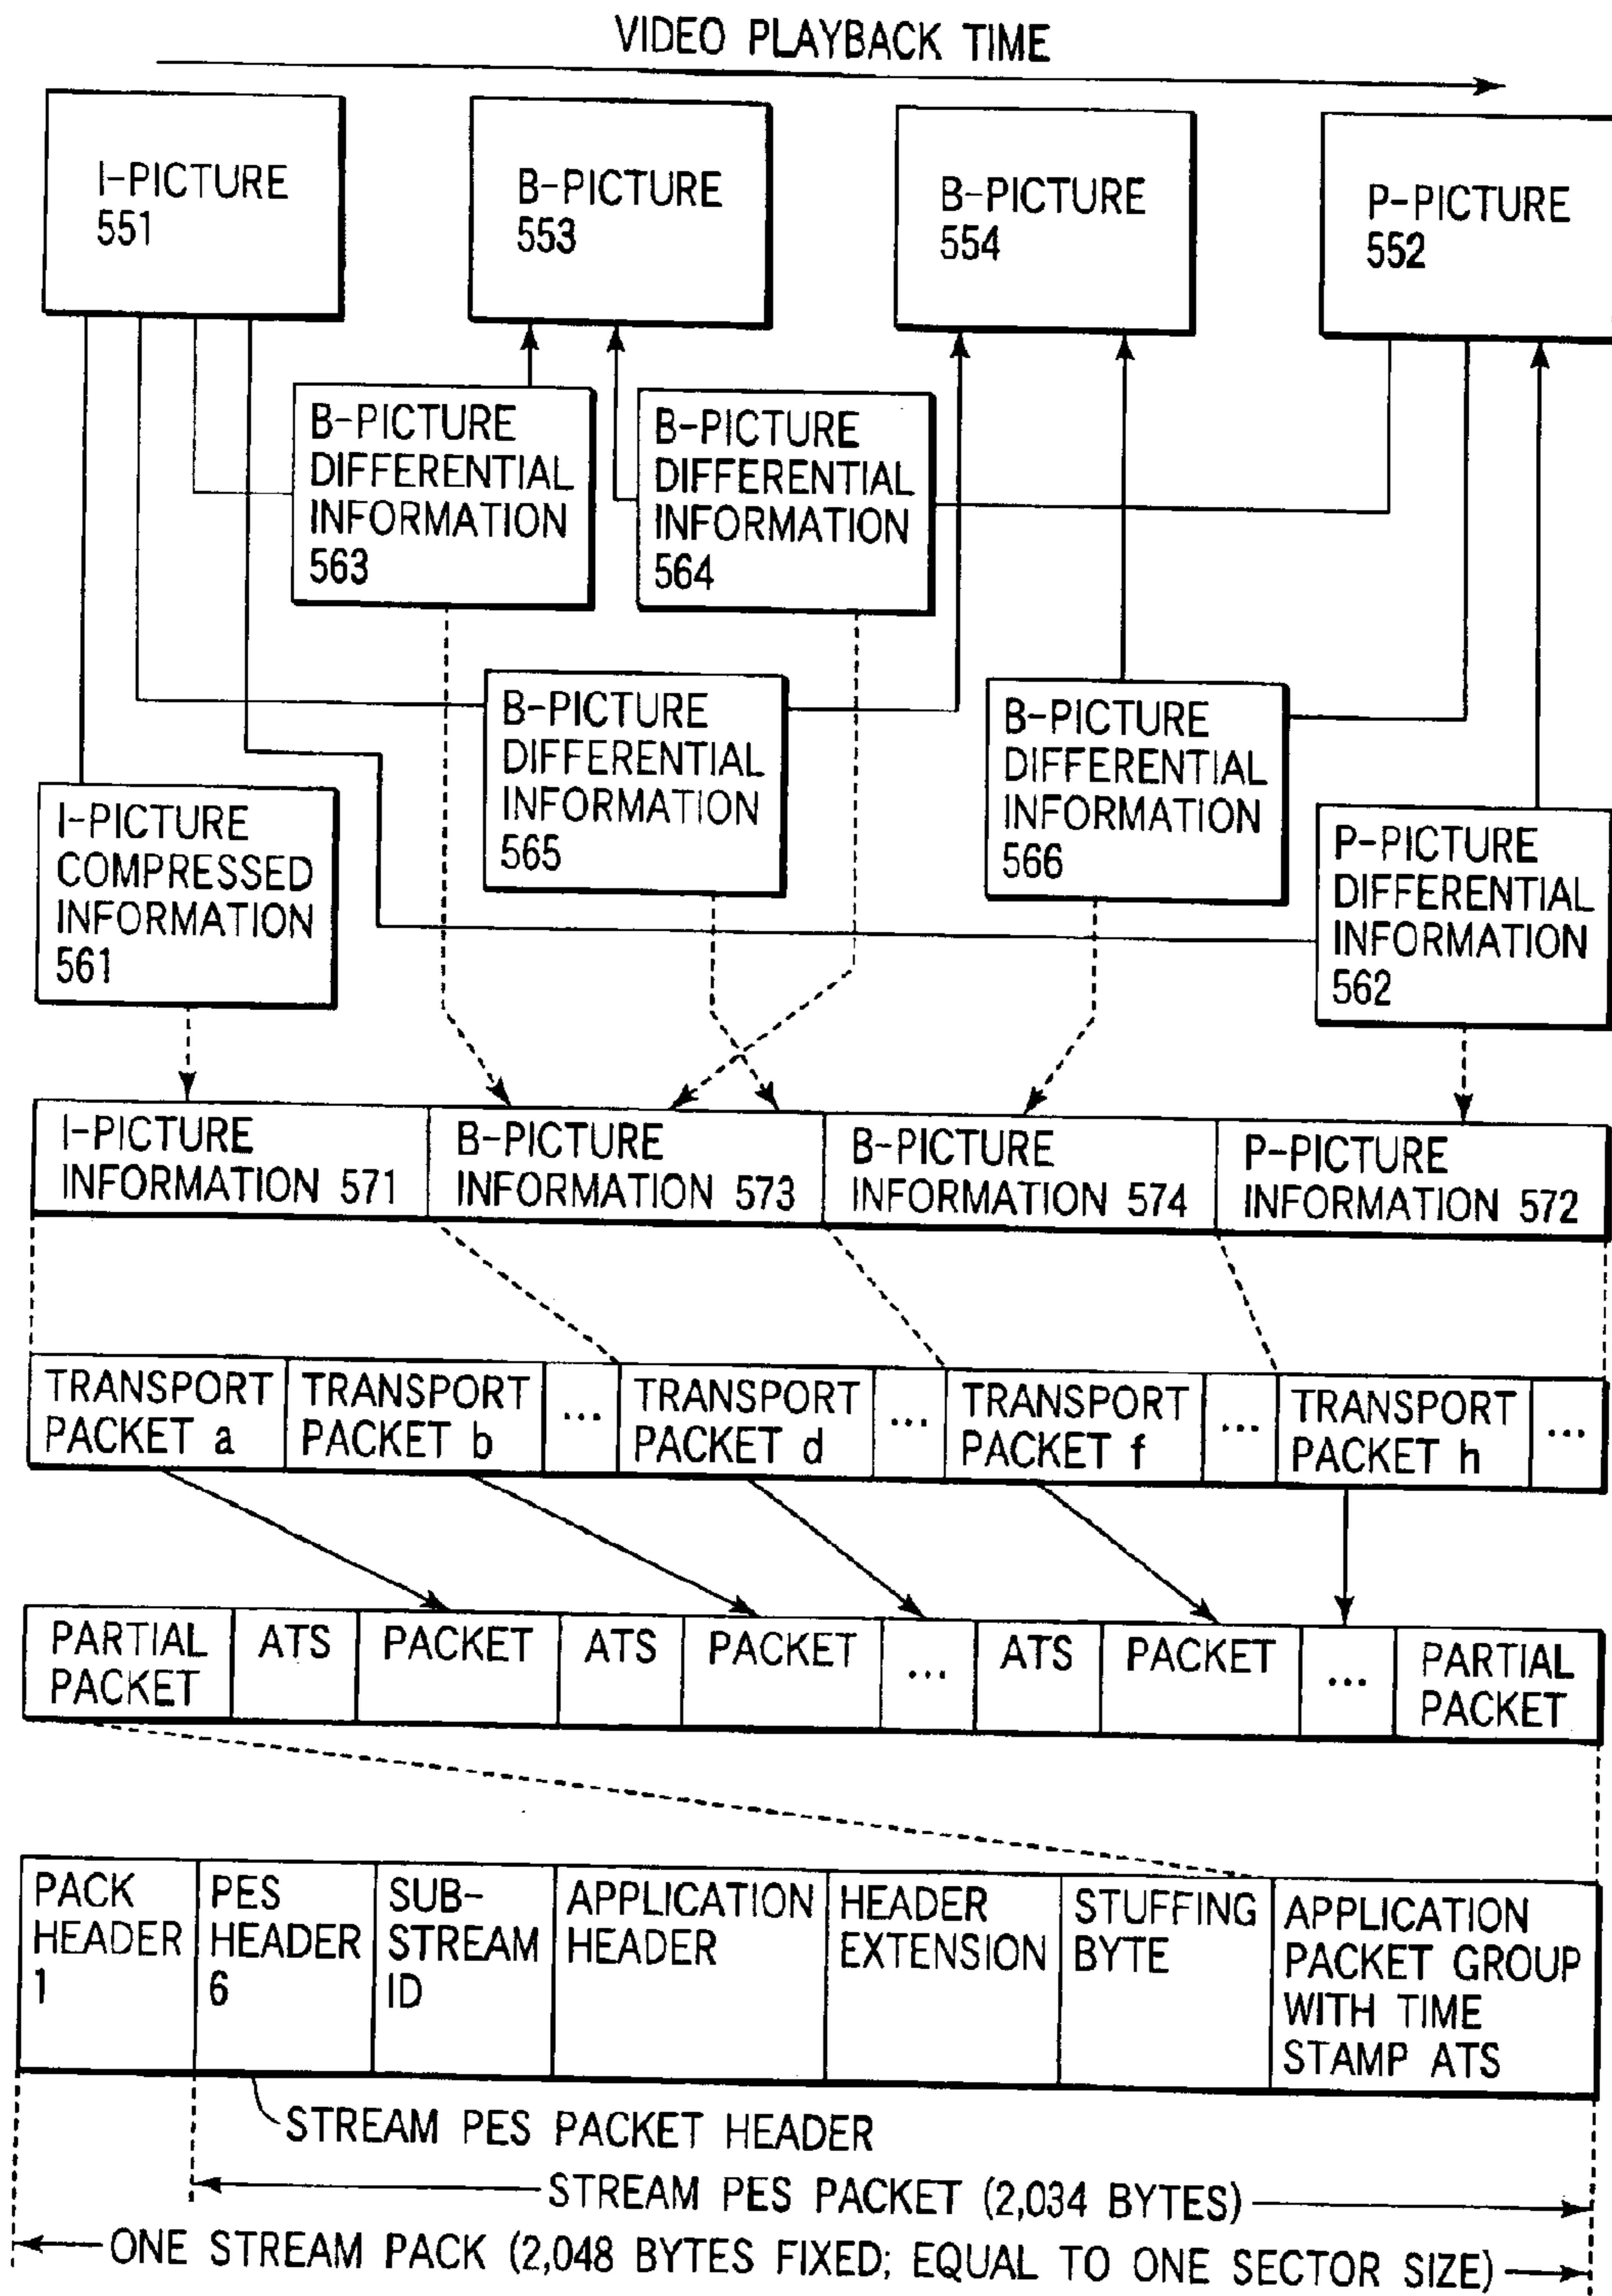 VIDEO PLAYBACK TIME
I-PICTURE
551
B-PICTURE
553
B-PICTURE
554
P-PICTURE
552
B-PICTURE
DIFFERENTIAL
INFORMATION
563
B-PICTURE
DIFFERENTIAL
INFORMATION
564
B-PICTURE
DIFFERENTIAL
INFORMATION
565
B-PICTURE
DIFFERENTIAL
INFORMATION
566
I-PICTURE
COMPRESSED
INFORMATION
561
P-PICTURE
DIFFERENTIAL
INFORMATION
562
I-PICTURE
INFORMATION 571
B-PICTURE
INFORMATION 573
B-PICTURE
INFORMATION 574
P-PICTURE
INFORMATION 572
TRANSPORT
PACKET a
TRANSPORT
PACKET b
...
TRANSPORT
PACKET d
...
TRANSPORT
PACKET f
...
TRANSPORT
PACKET h
...
PARTIAL
PACKET
ATS
PACKET
ATS
PACKET
...
ATS
PACKET
...
PARTIAL
PACKET
PACK
HEADER
1
PES
HEADER
6
SUB-
STREAM
ID
APPLICATION
HEADER
HEADER
EXTENSION
STUFFING
BYTE
APPLICATION
PACKET GROUP
WITH TIME
STAMP ATS
STREAM PES PACKET HEADER
STREAM PES PACKET (2,034 BYTES)
ONE STREAM PACK (2,048 BYTES FIXED; EQUAL TO ONE SECTOR SIZE)